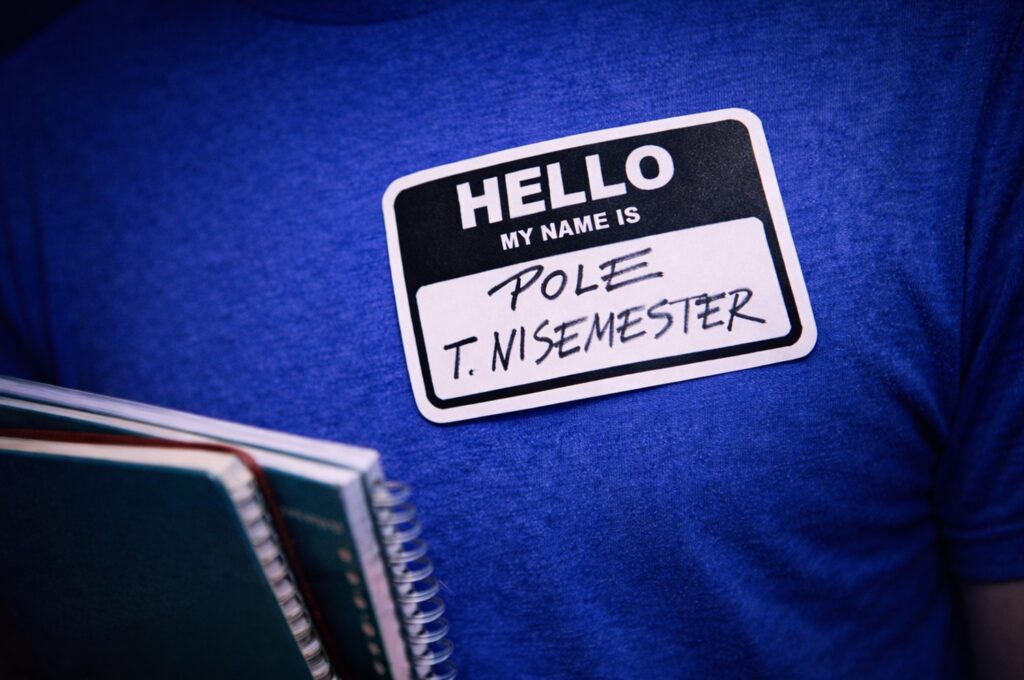 HELLO
MY NAME IS
POLE
T. NISEMESTER